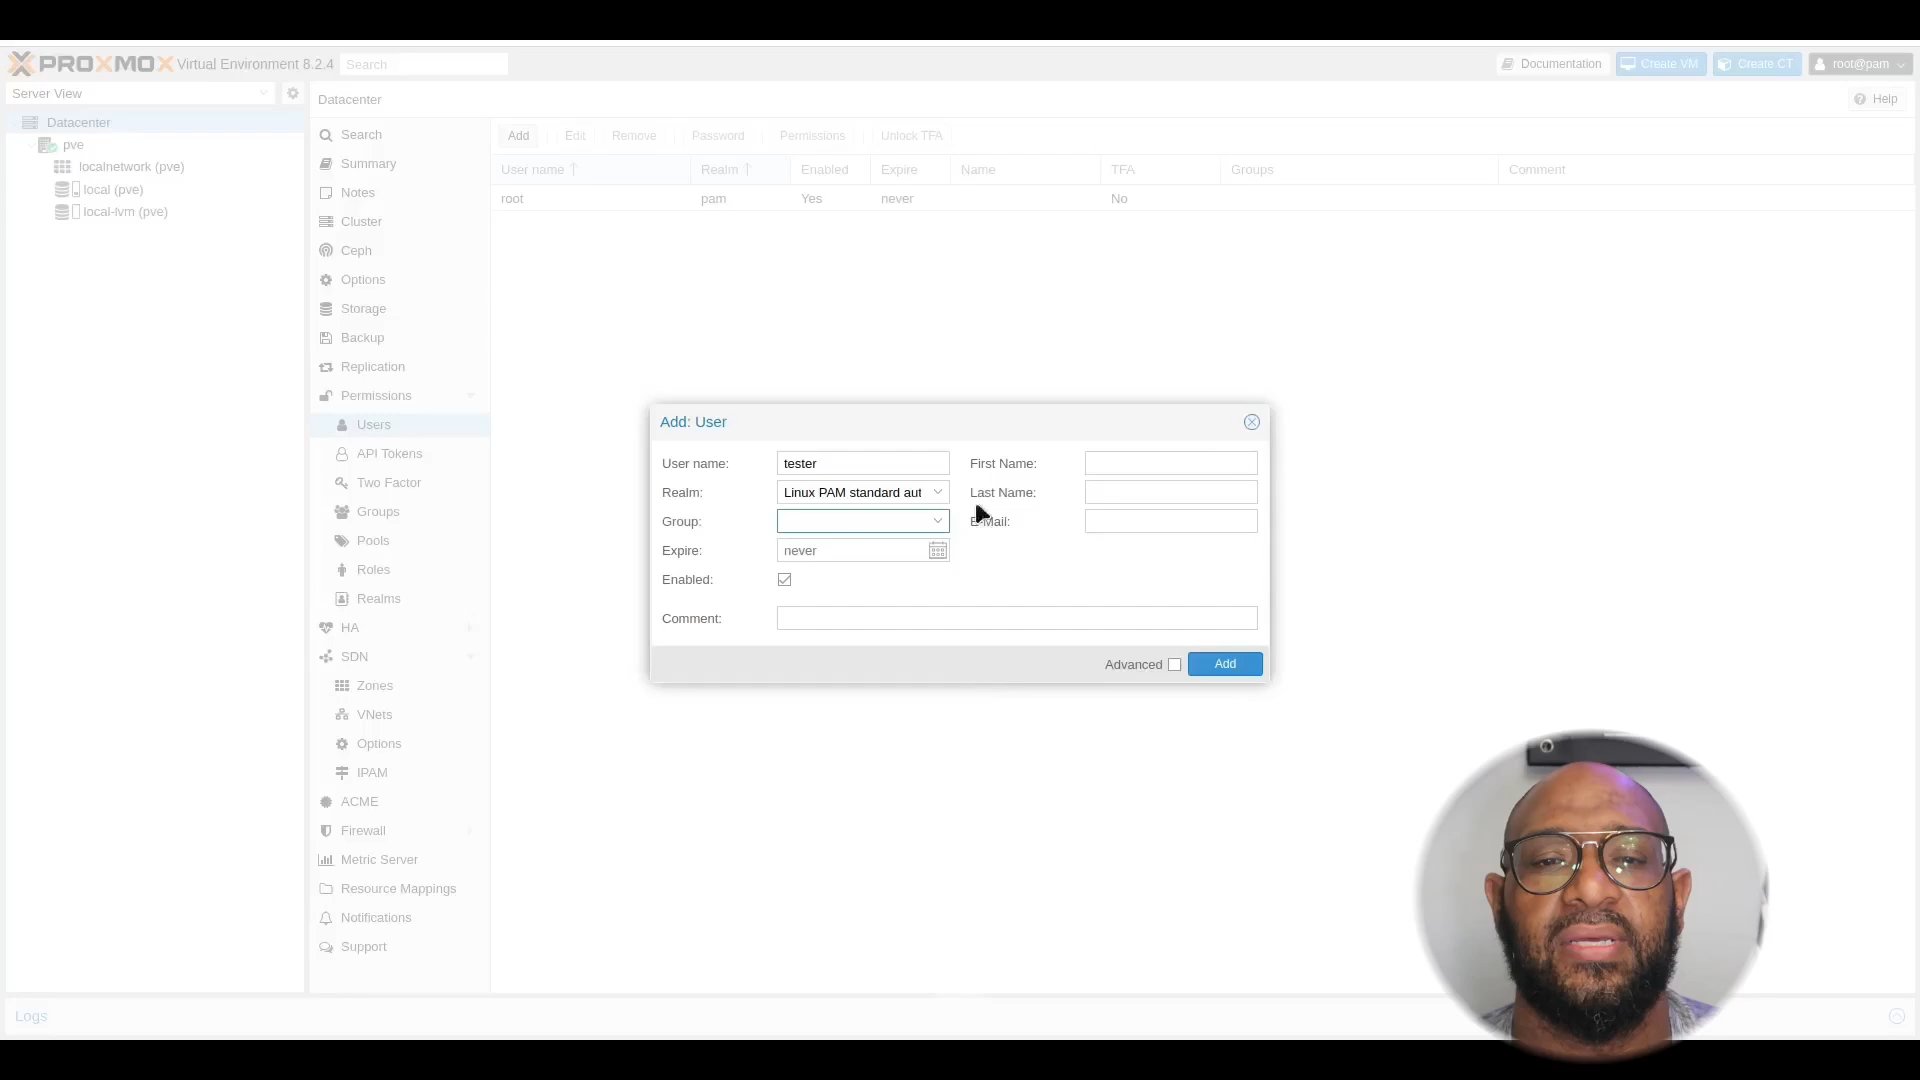 PROXMOX Virtual Environment 8.2.4 Search Documentation Create VM Create CT root@pam
Server View
Datacenter Help
Datacenter
pve
localnetwork (pve)
local (pve)
local-lvm (pve)
Search
Summary
Notes
Cluster
Ceph
Options
Storage
Backup
Replication
Permissions
Users
API Tokens
Two Factor
Groups
Pools
Roles
Realms
HA
SDN
Zones
VNets
Options
IPAM
ACME
Firewall
Metric Server
Resource Mappings
Notifications
Support
Add Edit Remove Password Permissions Unlock TFA
User name Realm Enabled Expire Name TFA Groups Comment
root pam Yes never No
Add: User
User name: tester First Name:
Realm: Linux PAM standard aut Last Name:
Group: E-Mail:
Expire: never
Enabled:
Comment:
Advanced Add
Logs